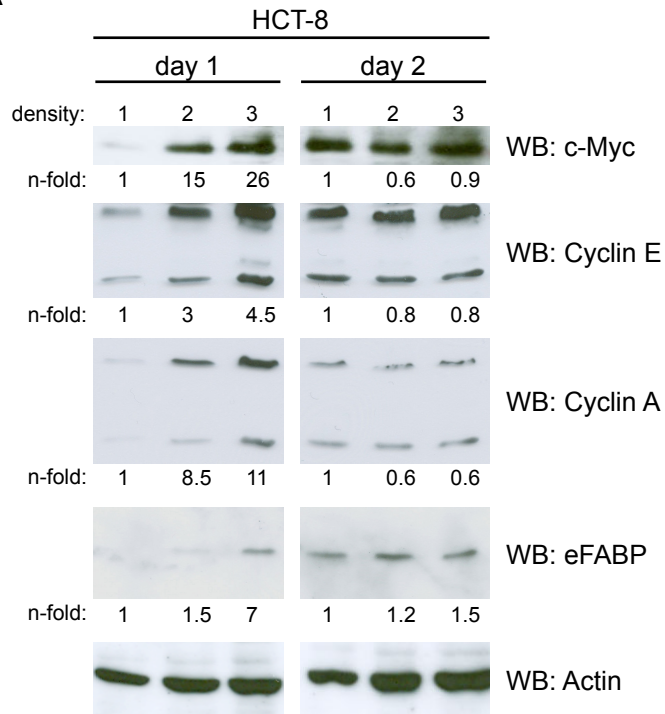 HCT-8
day 1 day 2
density: 1 2 3 1 2 3
WB: c-Myc
n-fold: 1 15 26 1 0.6 0.9
WB: Cyclin E
n-fold: 1 3 4.5 1 0.8 0.8
WB: Cyclin A
n-fold: 1 8.5 11 1 0.6 0.6
WB: eFABP
n-fold: 1 1.5 7 1 1.2 1.5
WB: Actin